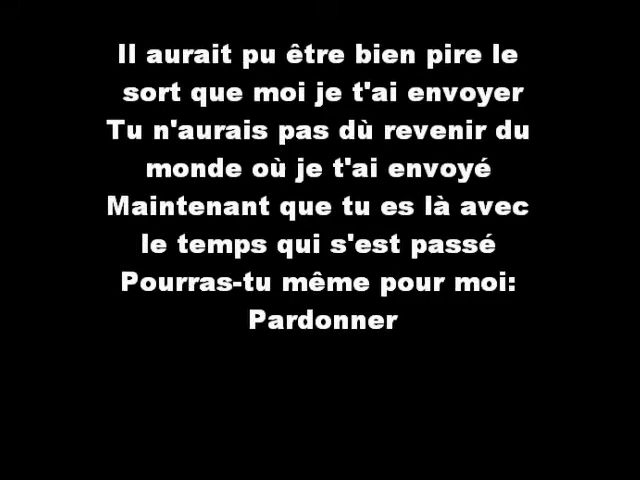 Il aurait pu être bien pire le
sort que moi je t'ai envoyer
Tu n'aurais pas dù revenir du
monde où je t'ai envoyé
Maintenant que tu es là avec
le temps qui s'est passé
Pourras-tu même pour moi:
Pardonner